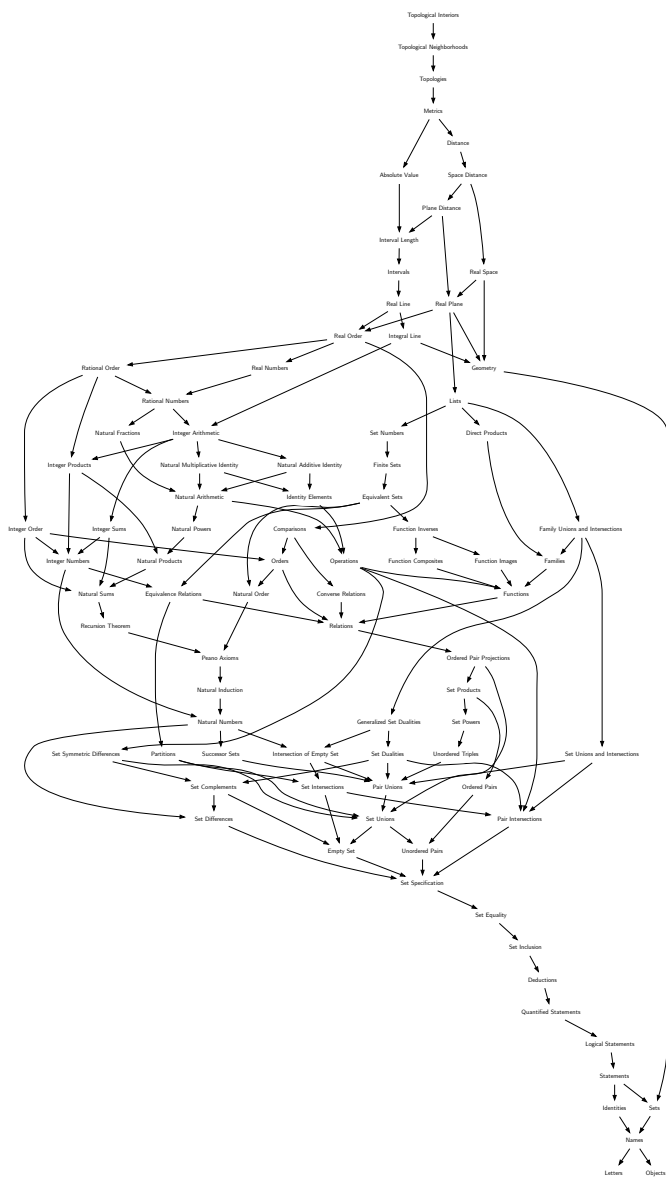 Topological Interiors
Topological Neighborhoods
Topologies
Metrics
Distance
Absolute Value
Space Distance
Plane Distance
Interval Length
Intervals
Real Space
Real Line
Real Plane
Real Order
Integral Line
Rational Order
Real Numbers
Geometry
Rational Numbers
Lists
Natural Fractions
Integer Arithmetic
Set Numbers
Direct Products
Integer Products
Natural Multiplicative Identity
Natural Additive Identity
Finite Sets
Natural Arithmetic
Identity Elements
Equivalent Sets
Integer Order
Integer Sums
Natural Powers
Comparisons
Function Inverses
Family Unions and Intersections
Integer Numbers
Natural Products
Orders
Operations
Function Composites
Function Images
Families
Natural Sums
Equivalence Relations
Natural Order
Converse Relations
Functions
Recursion Theorem
Relations
Peano Axioms
Ordered Pair Projections
Natural Induction
Set Products
Natural Numbers
Generalized Set Dualities
Set Powers
Set Symmetric Differences
Partitions
Successor Sets
Intersection of Empty Set
Set Dualities
Unordered Triples
Set Unions and Intersections
Set Complements
Set Intersections
Pair Unions
Ordered Pairs
Set Differences
Set Unions
Pair Intersections
Empty Set
Unordered Pairs
Set Specification
Set Equality
Set Inclusion
Deductions
Quantified Statements
Logical Statements
Statements
Identities
Sets
Names
Letters
Objects